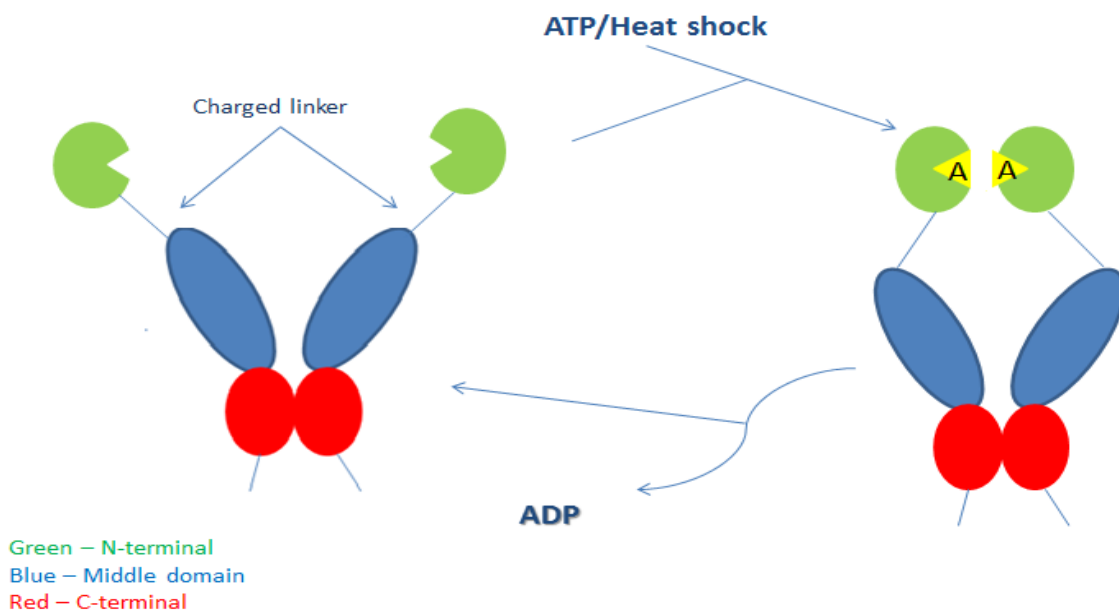 ATP/Heat shock
Charged linker
A A
ADP
Green – N-terminal
Blue – Middle domain
Red – C-terminal